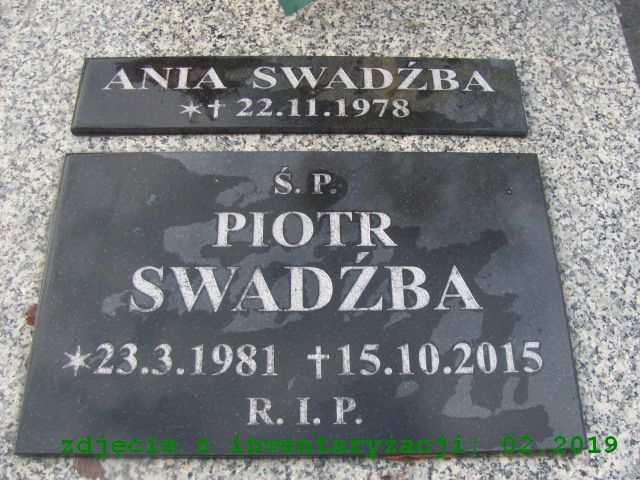 ANIA SWADŹBA
*† 22.11.1978
Ś. P.
PIOTR
SWADŹBA
*23.3.1981 †15.10.2015
R. I. P.
zdjęcie z inwentaryzacji: 02.2019